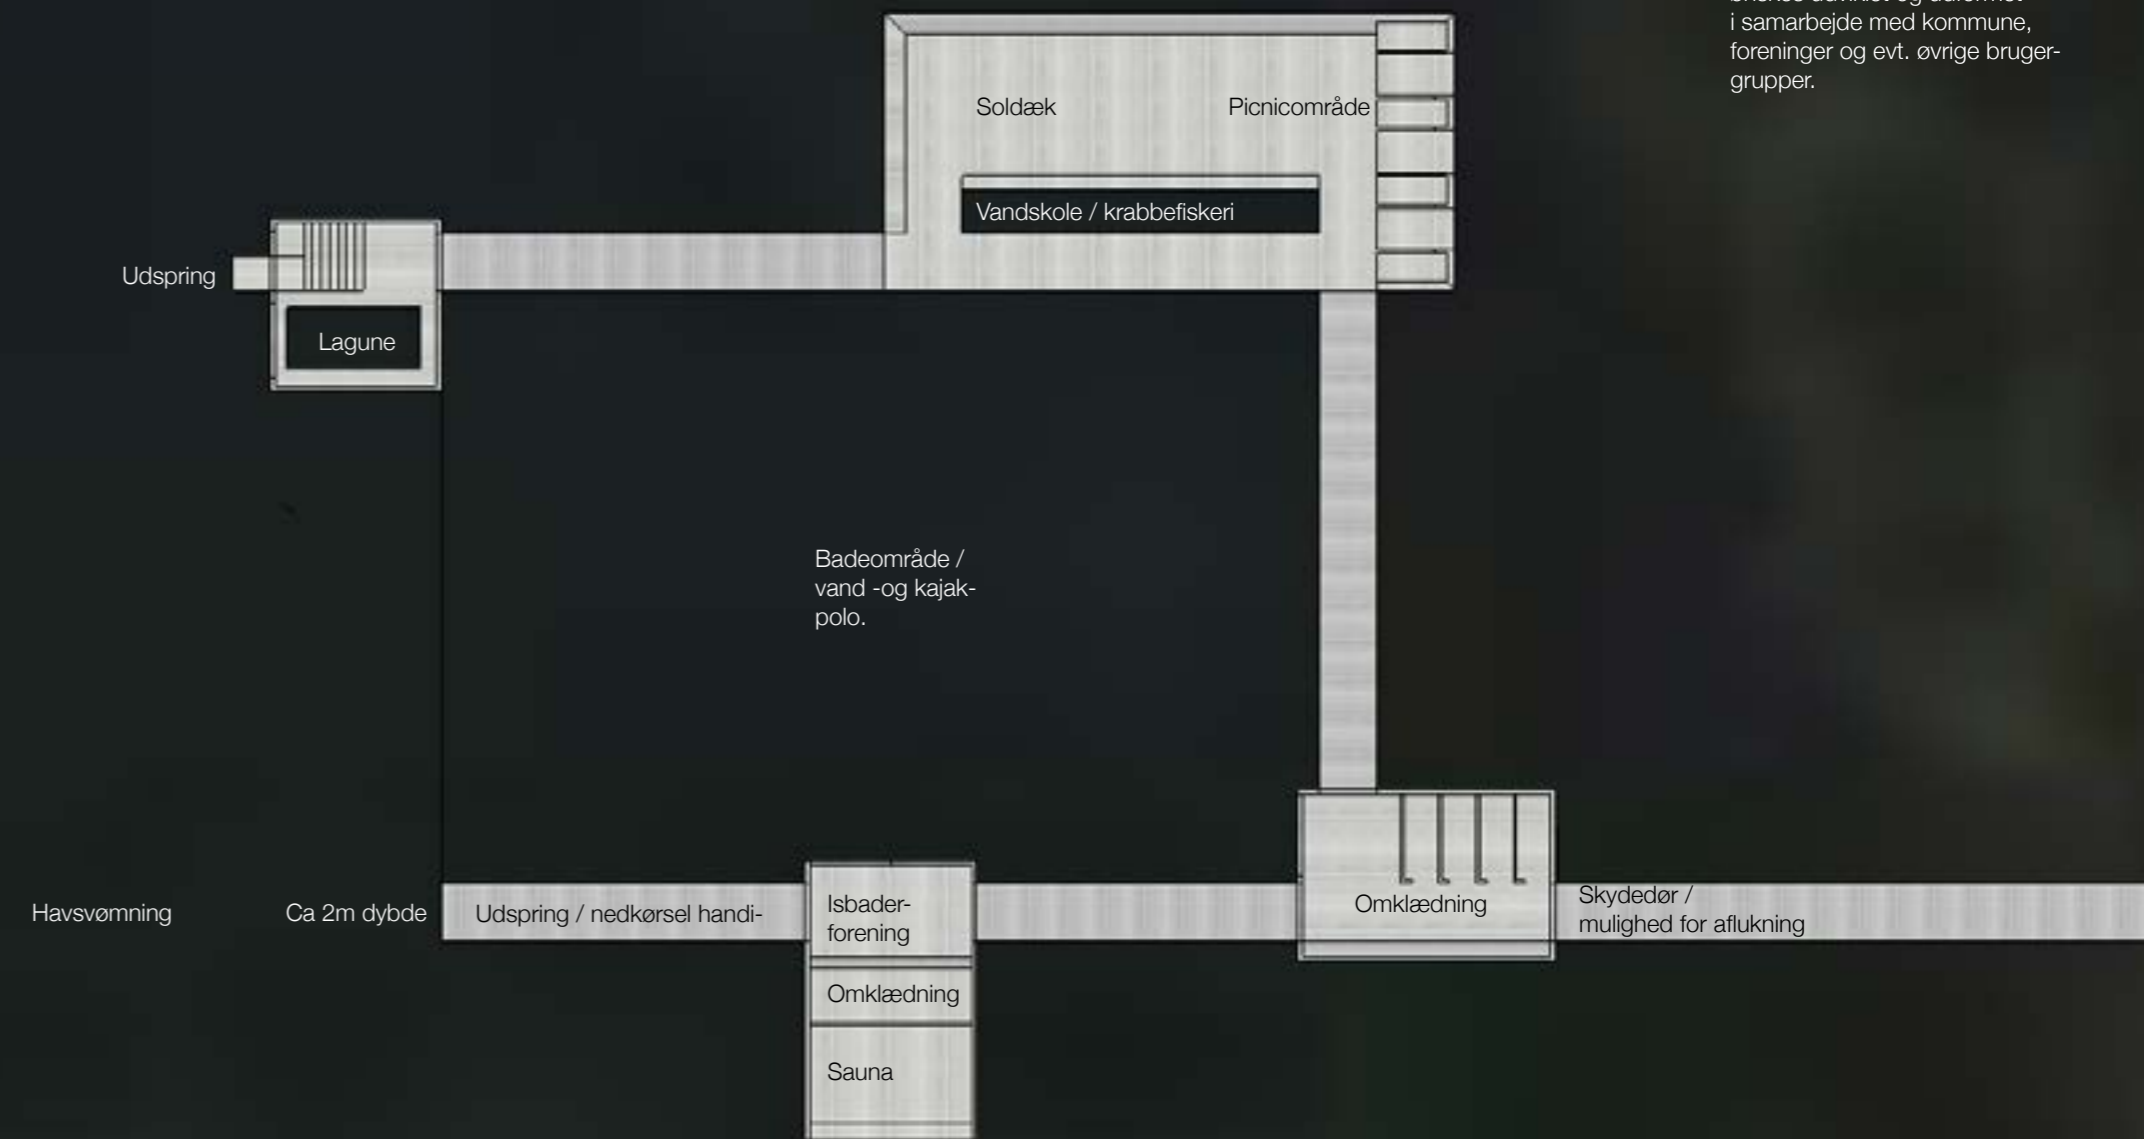 i samarbejde med kommune,
foreninger og evt. øvrige bruger-
grupper.
Soldæk
Picnicområde
Vandskole / krabbefiskeri
Udspring
Lagune
Badeområde /
vand -og kajak-
polo.
Havsvømning
Ca 2m dybde
Udspring / nedkørsel handi-
Isbader-
forening
Omklædning
Sauna
Omklædning
Skydedør /
mulighed for aflukning